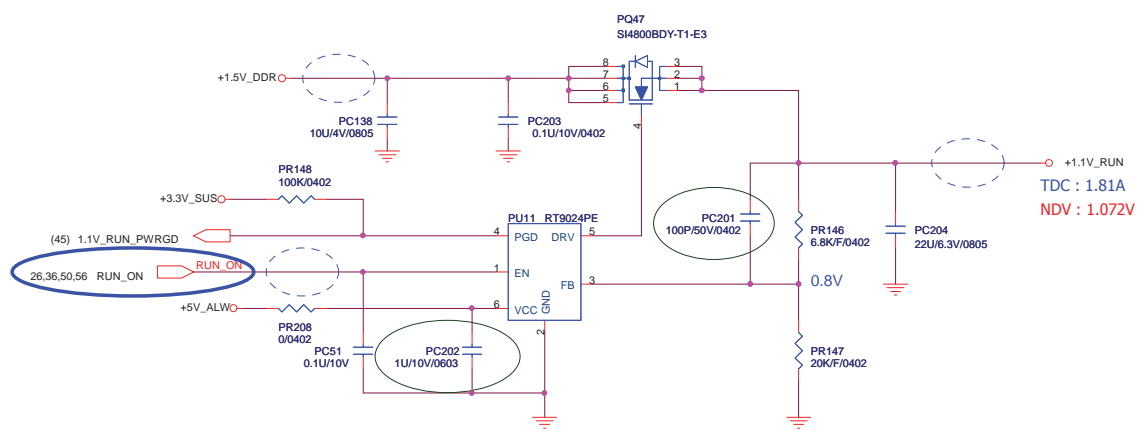 PQ47
SI4800BDY-T1-E3
8
7
6
5
3
2
1
4
+1.5V_DDR
PC138
10U/4V/0805
PC203
0.1U/10V/0402
PR148
100K/0402
+3.3V_SUS
(45) 1.1V_RUN_PWRGD
26,36,50,56 RUN_ON
RUN_ON
+5V_ALW
PR208
0/0402
PC51
0.1U/10V
PC202
1U/10V/0603
PU11 RT9024PE
4 PGD DRV 5
1 EN
FB 3
6 VCC
GND
2
PC201
100P/50V/0402
PR146
6.8K/F/0402
0.8V
PR147
20K/F/0402
PC204
22U/6.3V/0805
+1.1V_RUN
TDC : 1.81A
NDV : 1.072V